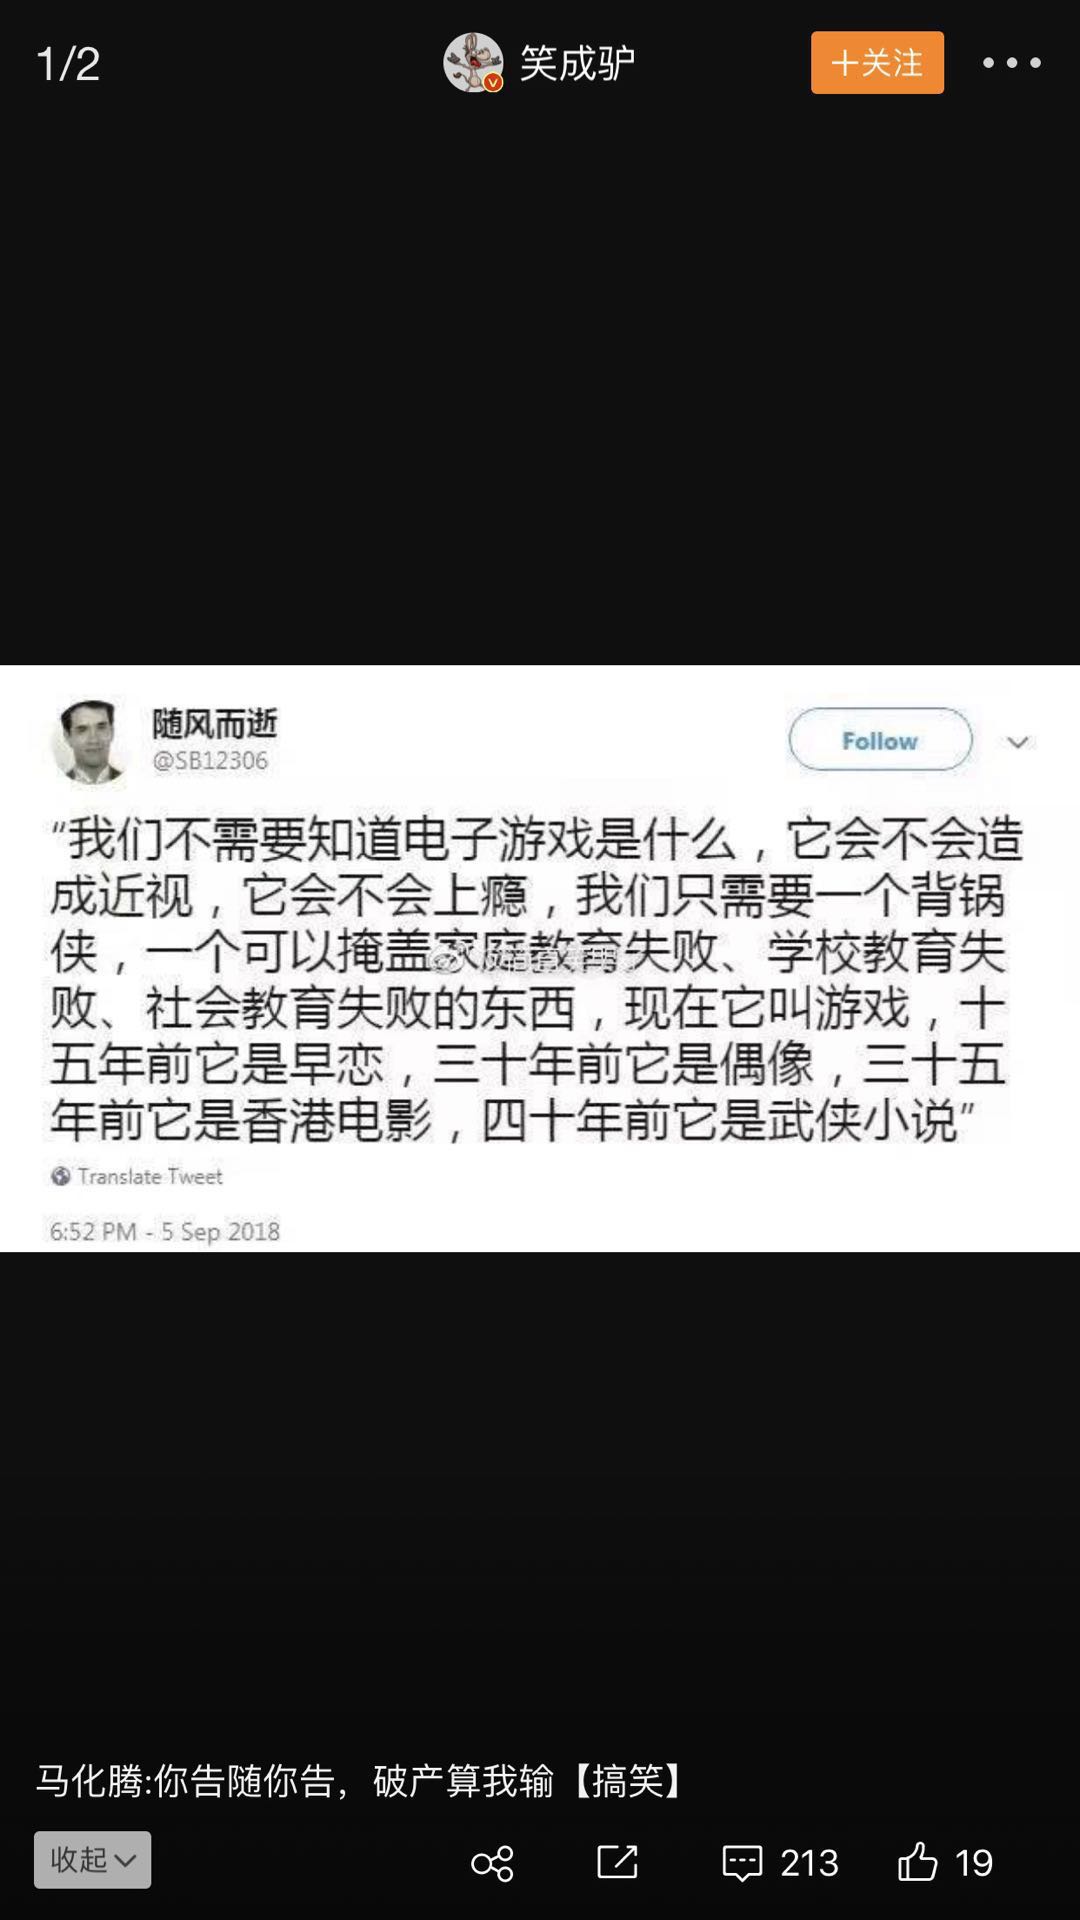 1/2
笑成驴
十关注
随风而逝
@SB12306
Follow
“我们不需要知道电子游戏是什么，它会不会造
成近视，它会不会上瘾，我们只需要一个背锅
侠，一个可以掩盖家庭教育失败、学校教育失
败、社会教育失败的东西，现在它叫游戏，十
五年前它是早恋，三十年前它是偶像，三十五
年前它是香港电影，四十年前它是武侠小说”
Translate Tweet
6:52 PM - 5 Sep 2018
马化腾:你告随你告，破产算我输【搞笑】
收起
213
19